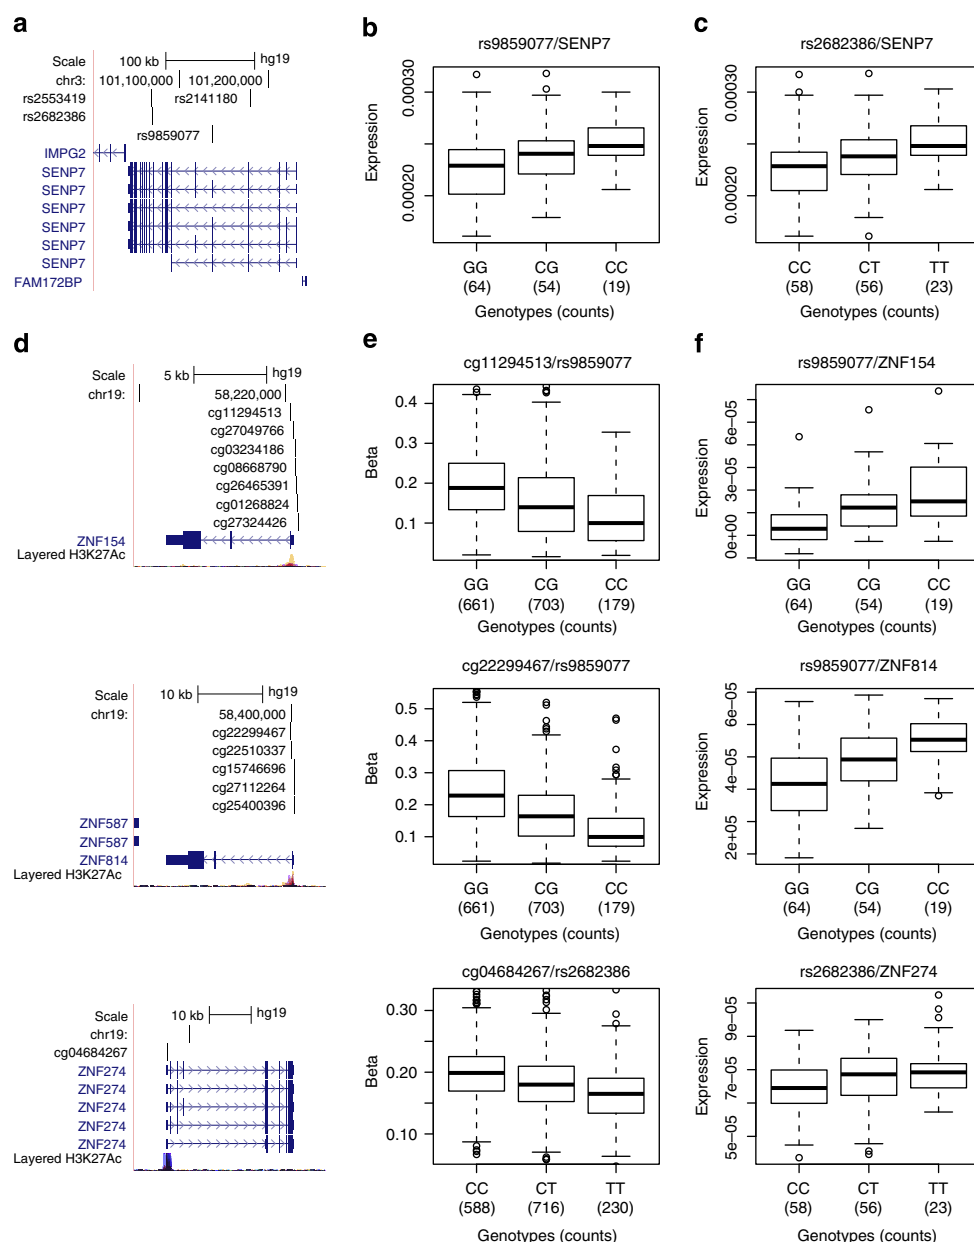 a
Scale
100 kb
hg19
chr3:
101,100,000
101,200,000
rs2553419
rs2141180
rs2682386
rs9859077
IMPG2
SENP7
SENP7
SENP7
SENP7
SENP7
SENP7
FAM172BP
b
rs9859077/SENP7
Expression
0.00030
0.00020
GG
CG
CC
(64)
(54)
(19)
Genotypes (counts)
c
rs2682386/SENP7
Expression
0.00030
0.00020
CC
CT
TT
(58)
(56)
(23)
Genotypes (counts)
d
Scale
5 kb
hg19
chr19:
58,220,000
cg11294513
cg27049766
cg03234186
cg08668790
cg26465391
cg01268824
cg27324426
ZNF154
Layered H3K27Ac
Scale
10 kb
hg19
chr19:
58,400,000
cg22299467
cg22510337
cg15746696
cg27112264
cg25400396
ZNF587
ZNF587
ZNF814
Layered H3K27Ac
Scale
10 kb
hg19
chr19:
cg04684267
ZNF274
ZNF274
ZNF274
ZNF274
ZNF274
Layered H3K27Ac
e
cg11294513/rs9859077
Beta
0.4
0.3
0.2
0.1
GG
CG
CC
(661)
(703)
(179)
Genotypes (counts)
cg22299467/rs9859077
Beta
0.5
0.4
0.3
0.2
0.1
GG
CG
CC
(661)
(703)
(179)
Genotypes (counts)
cg04684267/rs2682386
Beta
0.30
0.20
0.10
CC
CT
TT
(588)
(716)
(230)
Genotypes (counts)
f
rs9859077/ZNF154
Expression
6e−05
3e−05
0e+00
GG
CG
CC
(64)
(54)
(19)
Genotypes (counts)
rs9859077/ZNF814
Expression
6e−05
4e−05
2e+05
GG
CG
CC
(64)
(54)
(19)
Genotypes (counts)
rs2682386/ZNF274
Expression
9e−05
7e−05
5e−05
CC
CT
TT
(58)
(56)
(23)
Genotypes (counts)